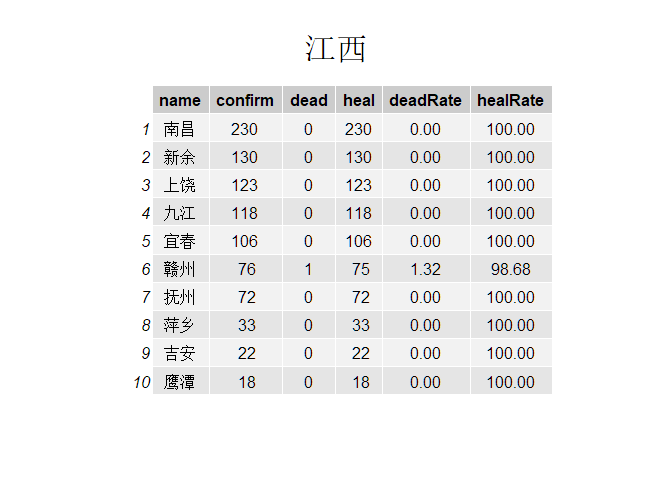 江西
name confirm dead heal deadRate healRate
1 南昌 230 0 230 0.00 100.00
2 新余 130 0 130 0.00 100.00
3 上饶 123 0 123 0.00 100.00
4 九江 118 0 118 0.00 100.00
5 宜春 106 0 106 0.00 100.00
6 赣州 76 1 75 1.32 98.68
7 抚州 72 0 72 0.00 100.00
8 萍乡 33 0 33 0.00 100.00
9 吉安 22 0 22 0.00 100.00
10 鹰潭 18 0 18 0.00 100.00